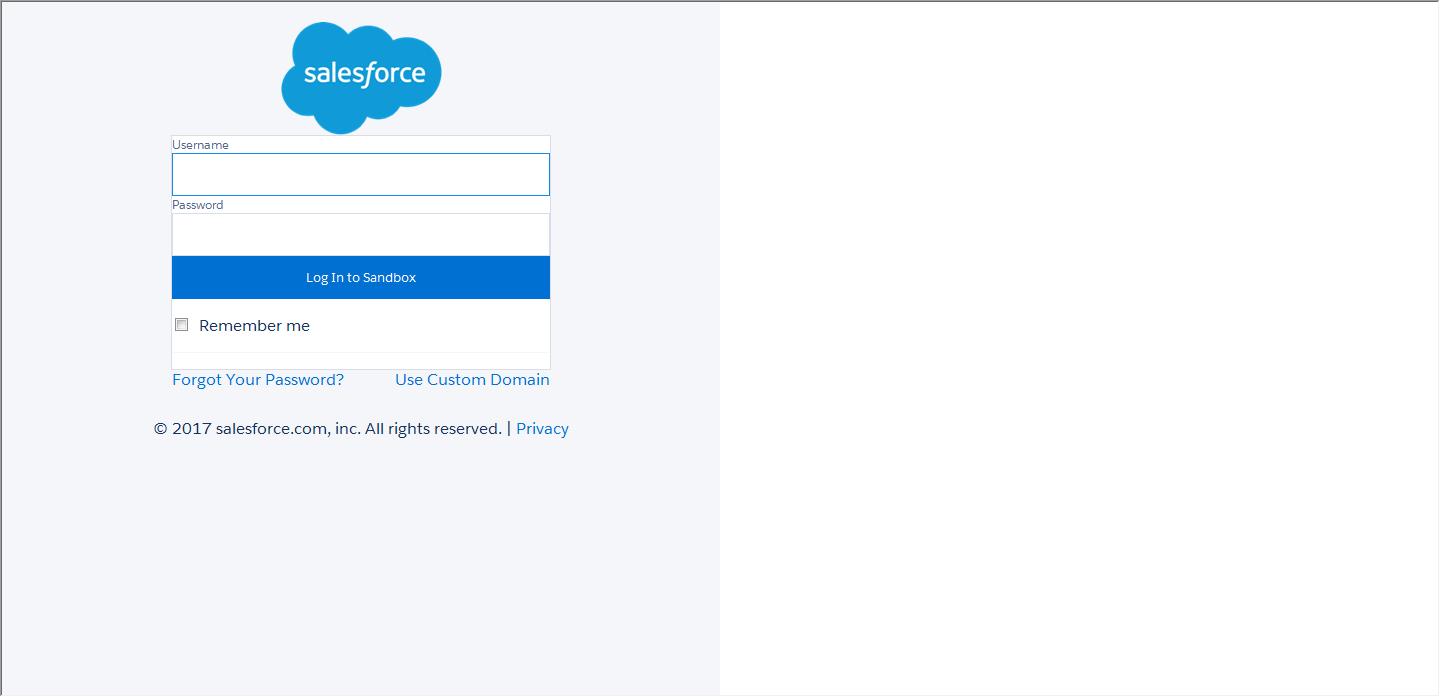 salesforce
Username
Password
Log In to Sandbox
Remember me
Forgot Your Password? Use Custom Domain
© 2017 salesforce.com, inc. All rights reserved. | Privacy